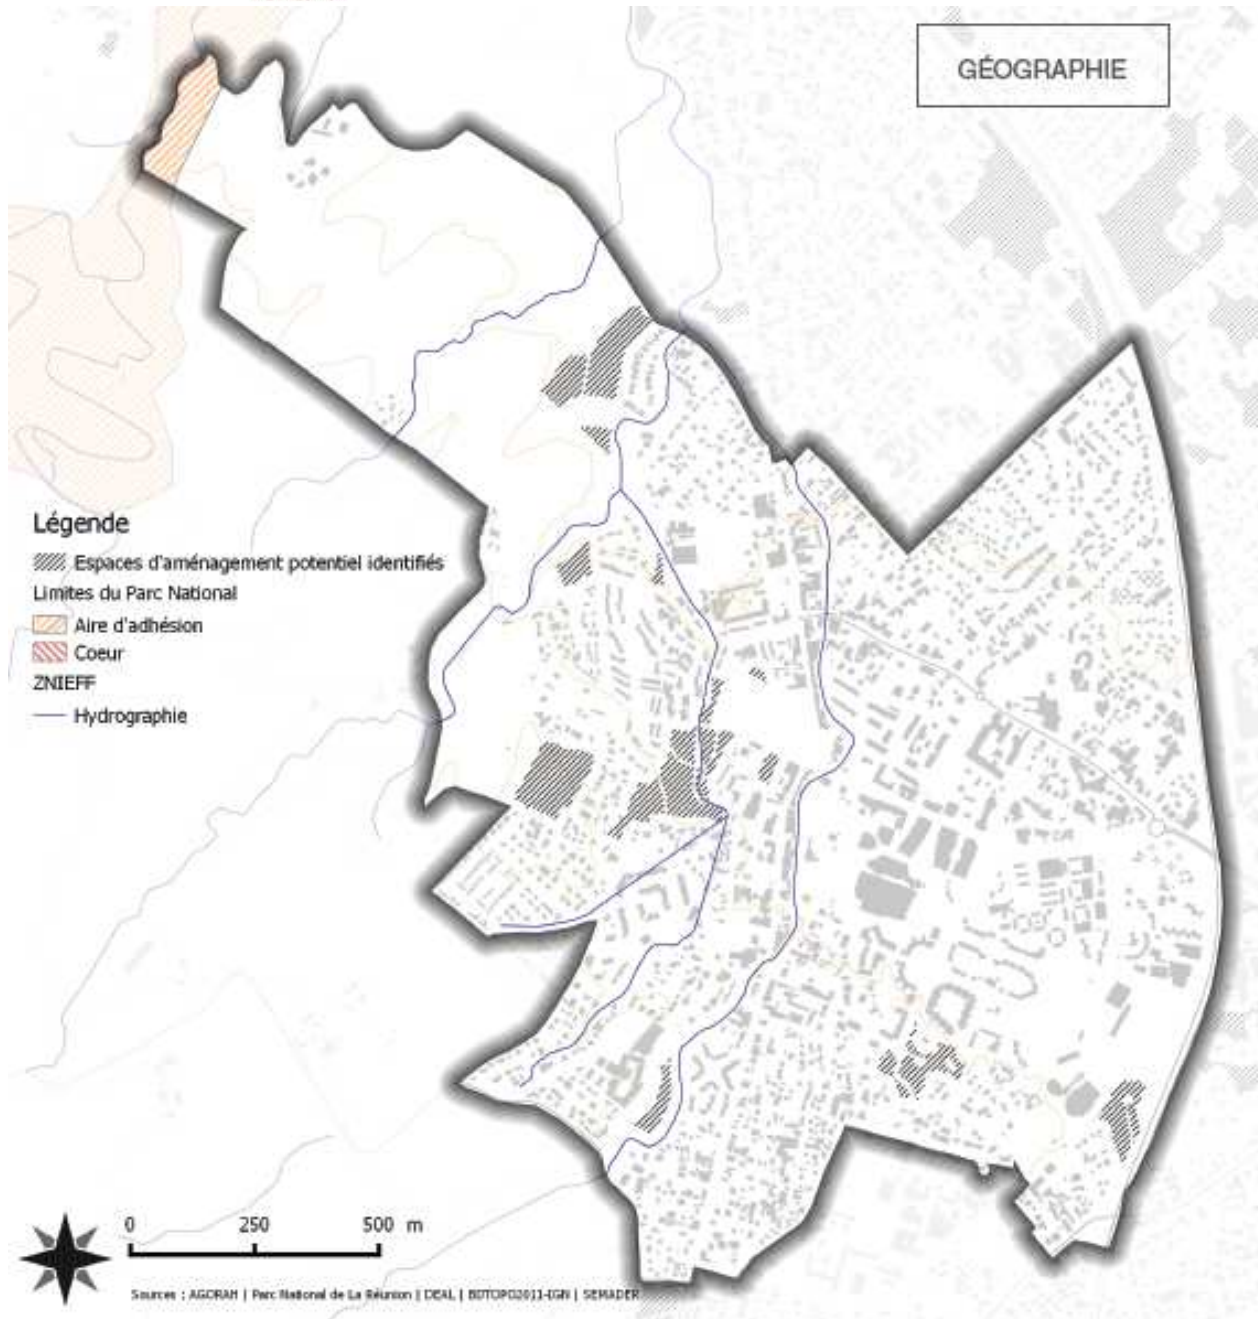 GÉOGRAPHIE
Légende
Espaces d'aménagement potentiel identifiés
Limites du Parc National
Aire d'adhésion
Coeur
ZNIEFF
Hydrographie
0 250 500 m
Sources : AGORAH | Parc National de La Réunion | DEAL | BDTOPO2011-IGN | SEMADER